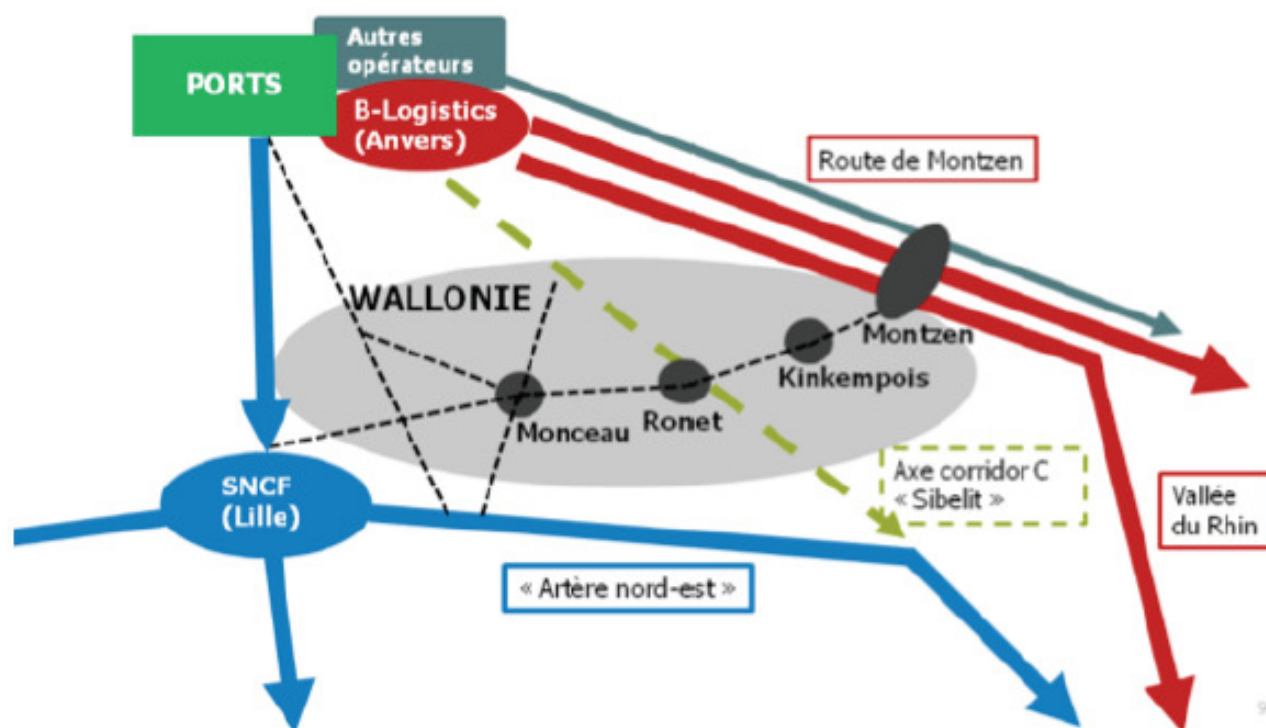 Autres
opérateurs
PORTS
B-Logistics
(Anvers)
Route de Montzen
WALLONIE
Montzen
Kinkempois
Ronet
Monceau
SNCF
(Lille)
Axe corridor C
« Sibelit »
Vallée
du Rhin
« Artère nord-est »
9